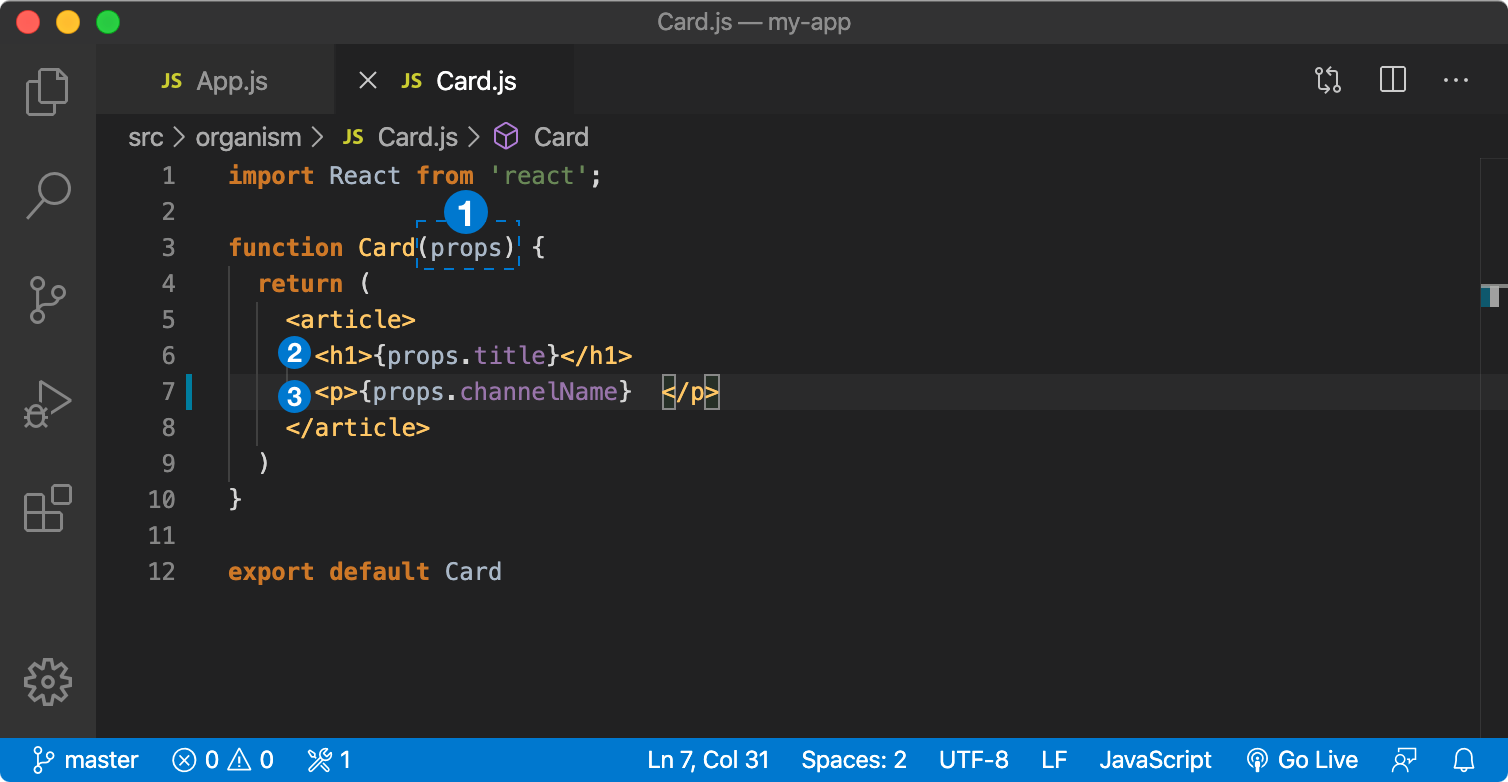 Card.js — my-app
JS App.js JS Card.js ···
src > organism > JS Card.js > Card
1 import React from 'react';
2 1
3 function Card(props) {
4 return (
5 <article>
6 2 <h1>{props.title}</h1>
7 3 <p>{props.channelName}  </p>
8 </article>
9 )
10 }
11
12 export default Card
master 0 0 1 Ln 7, Col 31 Spaces: 2 UTF-8 LF JavaScript Go Live